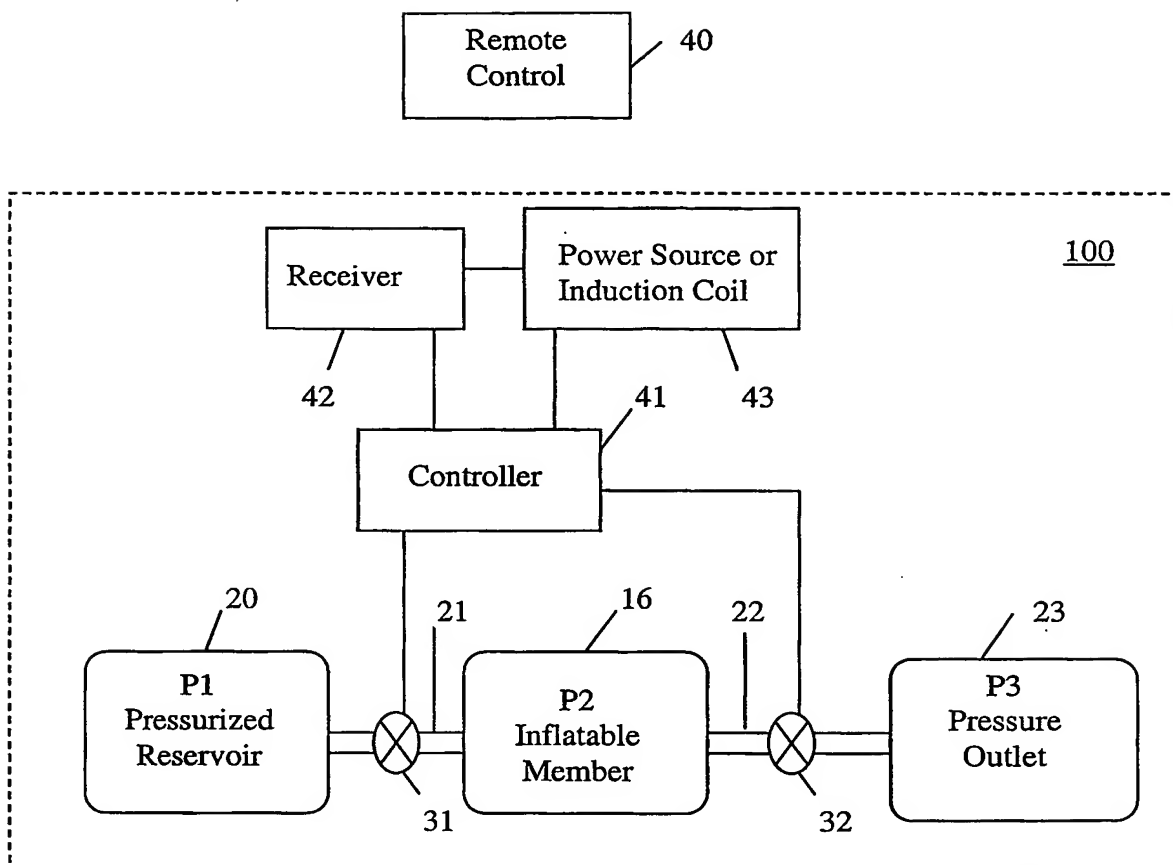 Remote
Control
40
100
Receiver
Power Source or
Induction Coil
42
43
41
Controller
20
21
16
22
23
P1
Pressurized
Reservoir
P2
Inflatable
Member
P3
Pressure
Outlet
31
32